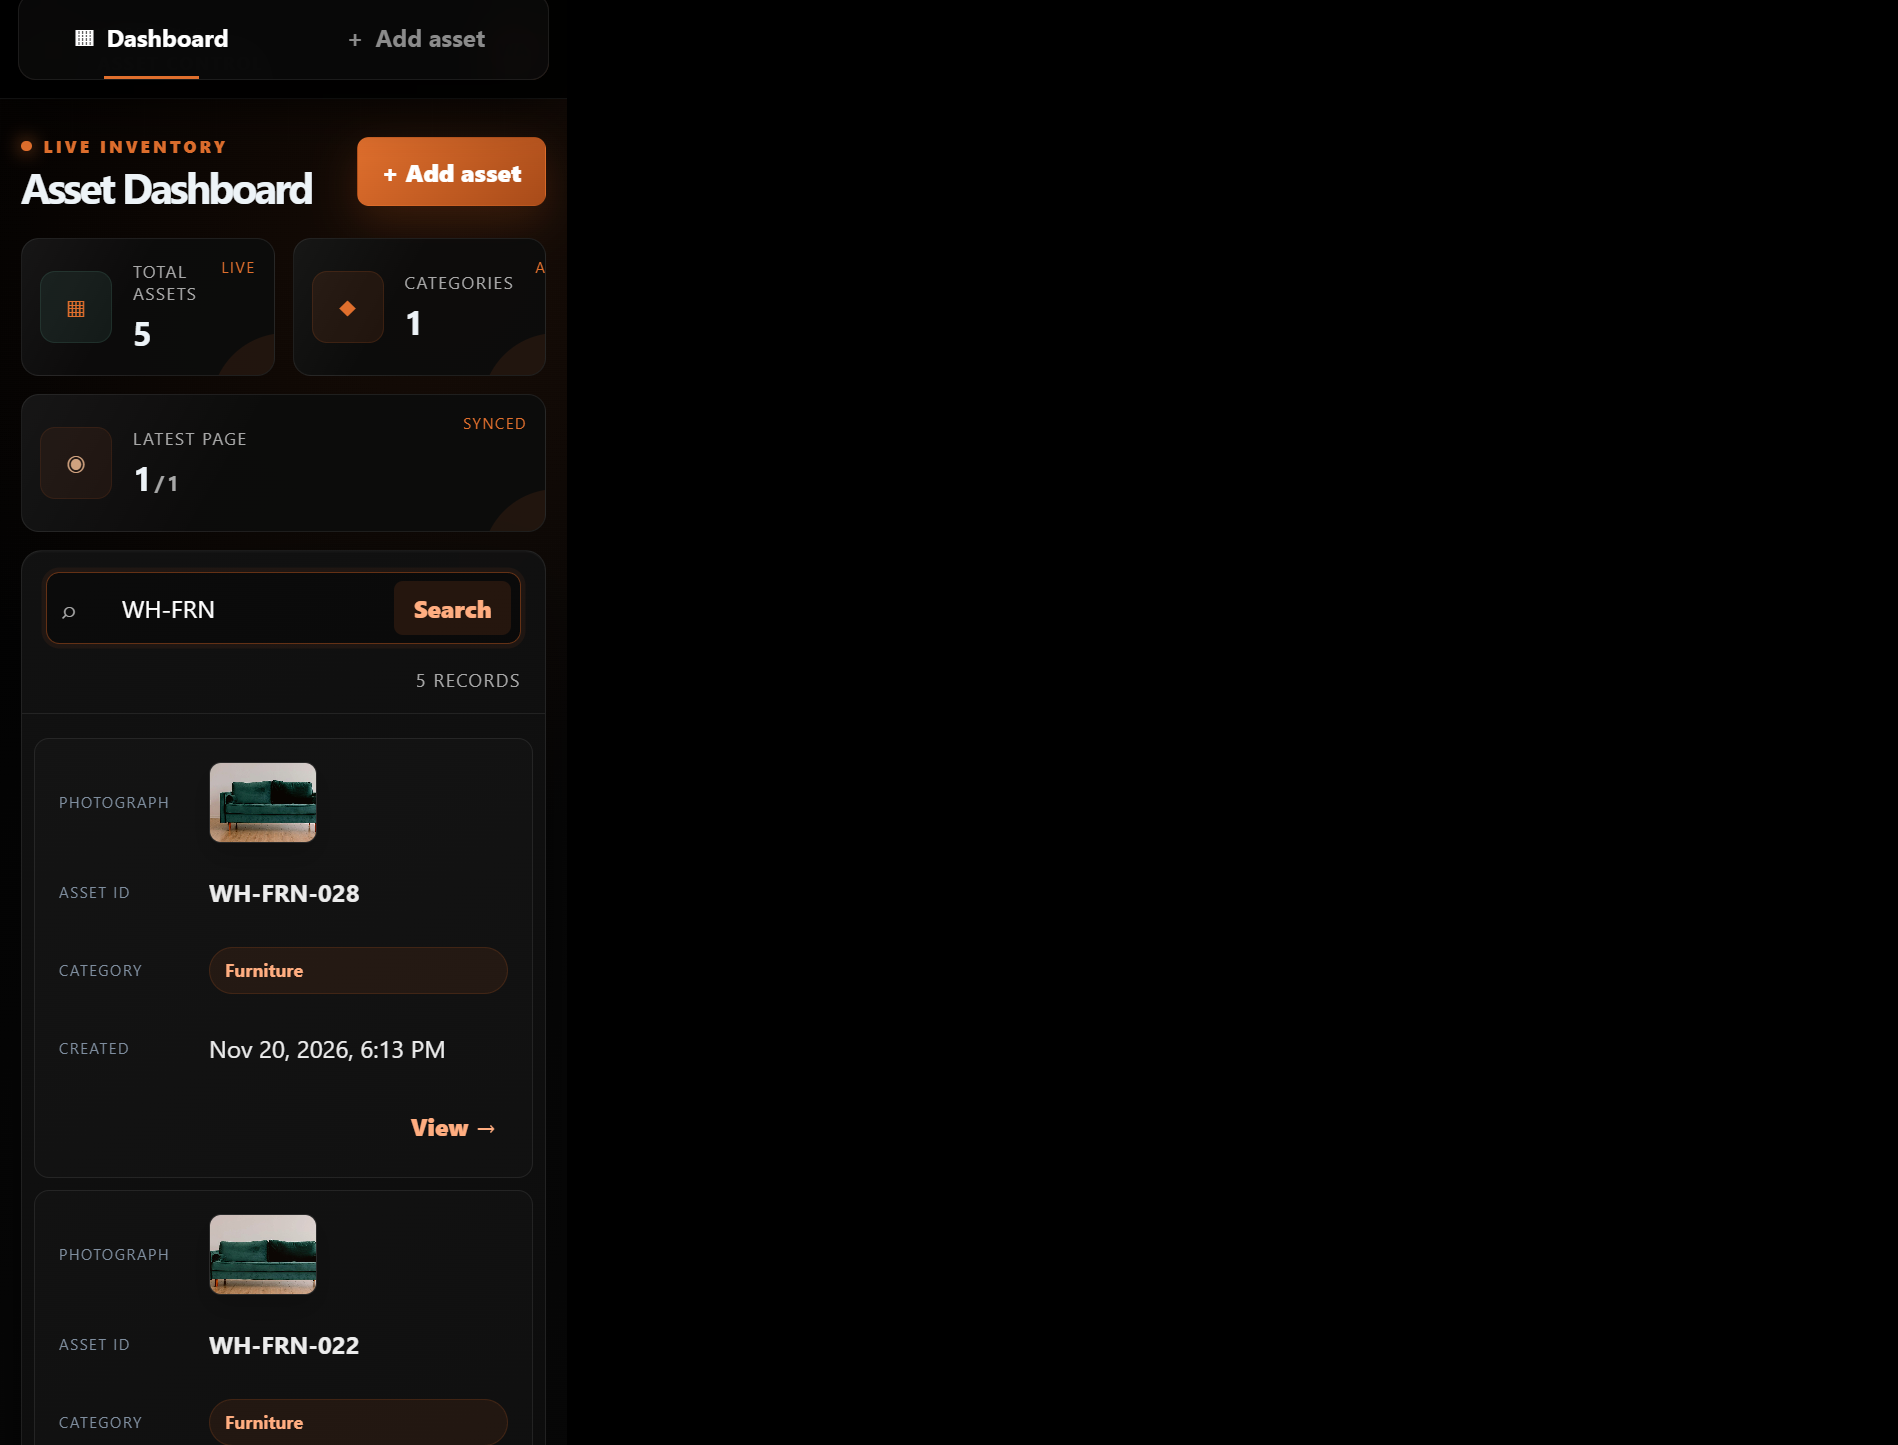 Dashboard
+ Add asset
LIVE INVENTORY
Asset Dashboard
+ Add asset
TOTAL ASSETS
LIVE
5
CATEGORIES
A
1
LATEST PAGE
SYNCED
1/1
WH-FRN
Search
5 RECORDS
PHOTOGRAPH
ASSET ID
WH-FRN-028
CATEGORY
Furniture
CREATED
Nov 20, 2026, 6:13 PM
View →
PHOTOGRAPH
ASSET ID
WH-FRN-022
CATEGORY
Furniture